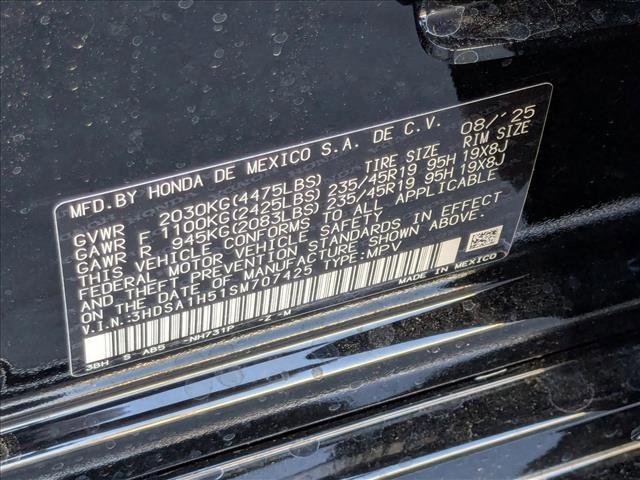 MFD.BY HONDA DE MEXICO S.A. DE C.V. 08/'25
TIRE SIZE RIM SIZE
GVWR 2030KG(4475LBS)
GAWR F 1100KG(2425LBS) 235/45R19 95H 19X8J
GAWR R 945KG(2083LBS) 235/45R19 95H 19X8J
THIS VEHICLE CONFORMS TO ALL APPLICABLE
FEDERAL MOTOR VEHICLE SAFETY
AND THEFT PREVENTION STANDARDS IN EFFECT
ON THE DATE OF MANUFACTURE SHOWN ABOVE.
V.I.N.:3HDSA1H51SM707425 TYPE:MPV
MADE IN MEXICO
3BH S A85 -NH731P -Z -M